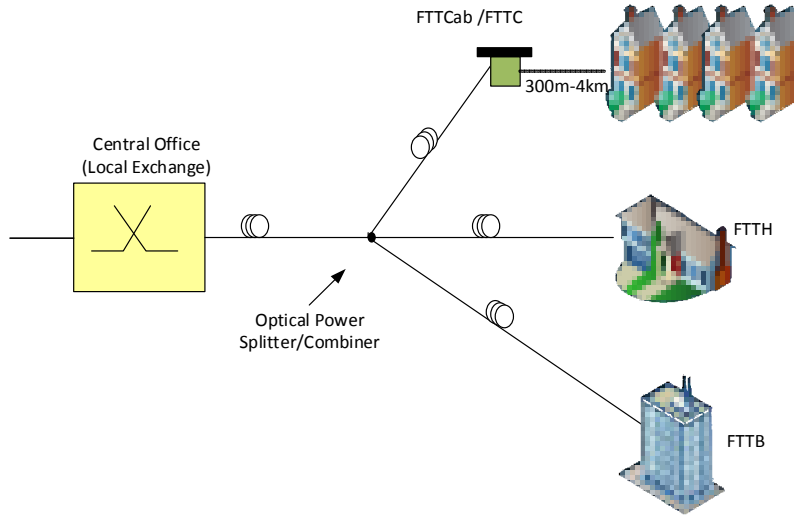 FTTCab /FTTC
300m-4km
Central Office
(Local Exchange)
FTTH
Optical Power
Splitter/Combiner
FTTB